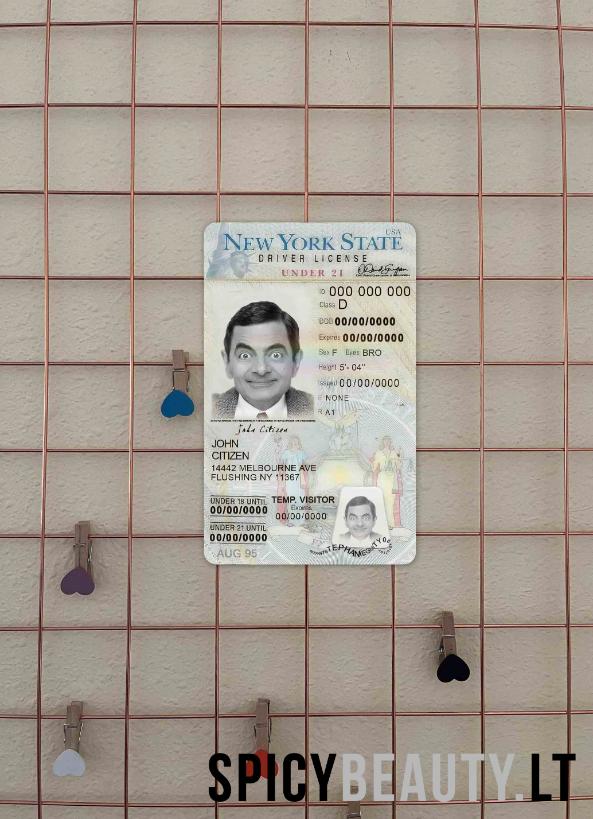 USA
NEW YORK STATE
DRIVER LICENSE
UNDER 21
ID 000 000 000
Class D
DOB 00/00/0000
Expires 00/00/0000
Sex F Eyes BRO
Height 5'- 04"
Issued 00/00/0000
E NONE
R A1
John Citizen
JOHN
CITIZEN
14442 MELBOURNE AVE
FLUSHING NY 11367
UNDER 18 UNTIL
00/00/0000
TEMP. VISITOR
Expires
00/00/0000
UNDER 21 UNTIL
00/00/0000
AUG 95
SPICYBEAUTY.LT